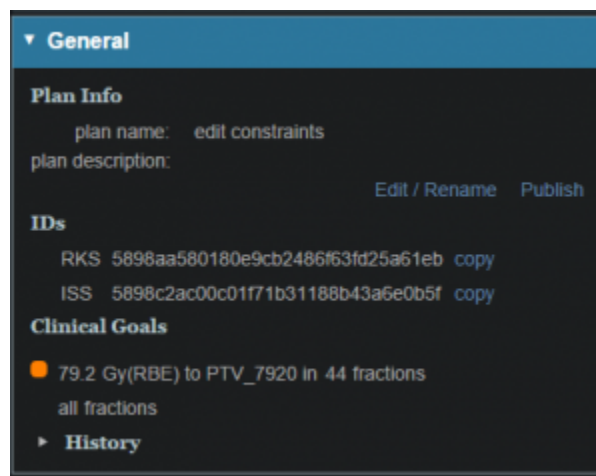 General
Plan Info
plan name: edit constraints
plan description:
Edit / Rename Publish
IDs
RKS 5898aa580180e9cb2486f63fd25a61eb copy
ISS 5898c2ac00c01f71b31188b43a6e0b5f copy
Clinical Goals
79.2 Gy(RBE) to PTV_7920 in 44 fractions
all fractions
History